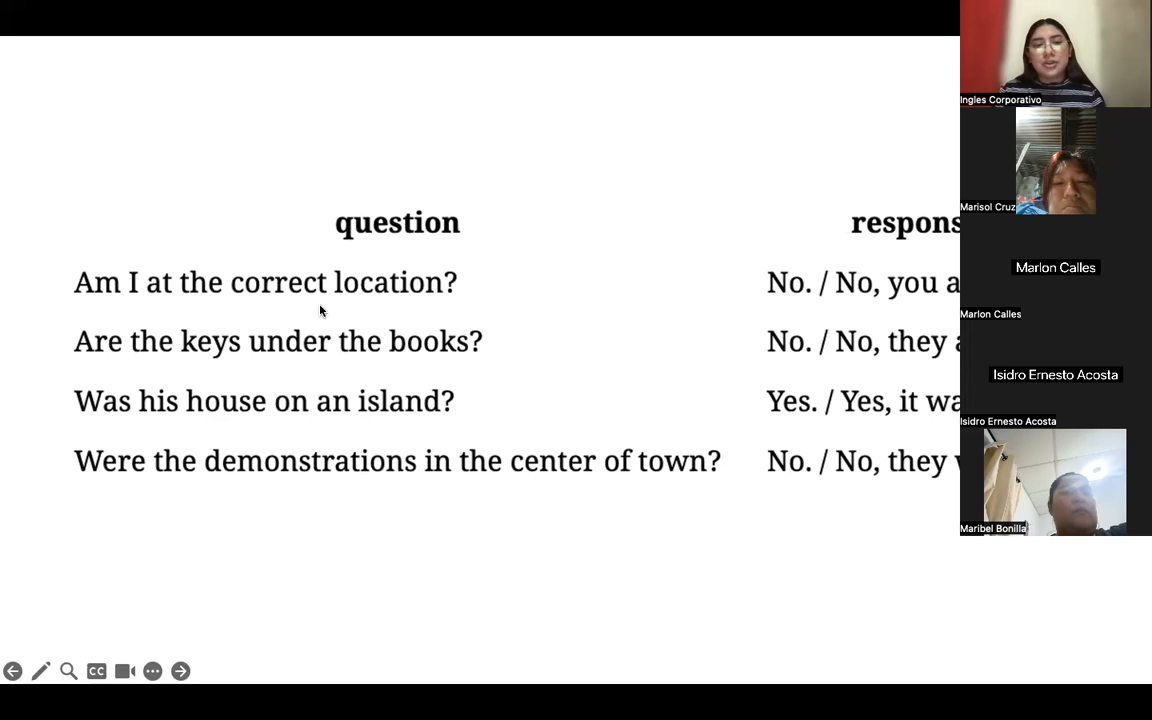 question respons
Am I at the correct location? No. / No, you a
Are the keys under the books? No. / No, they
Was his house on an island? Yes. / Yes, it wa
Were the demonstrations in the center of town? No. / No, they
Ingles Corporativo
Marisol Cruz
Marlon Calles
Marlon Calles
Isidro Ernesto Acosta
Isidro Ernesto Acosta
Maribel Bonilla
CC